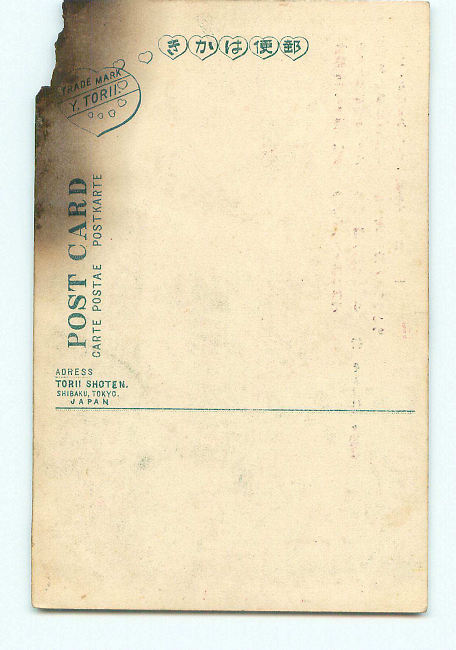 郵便はかき
TRADE MARK
Y. TORII.
POST CARD
CARTE POSTAE POSTKARTE
ADRESS
TORII SHOTEN.
SHIBAKU, TOKYO.
JAPAN